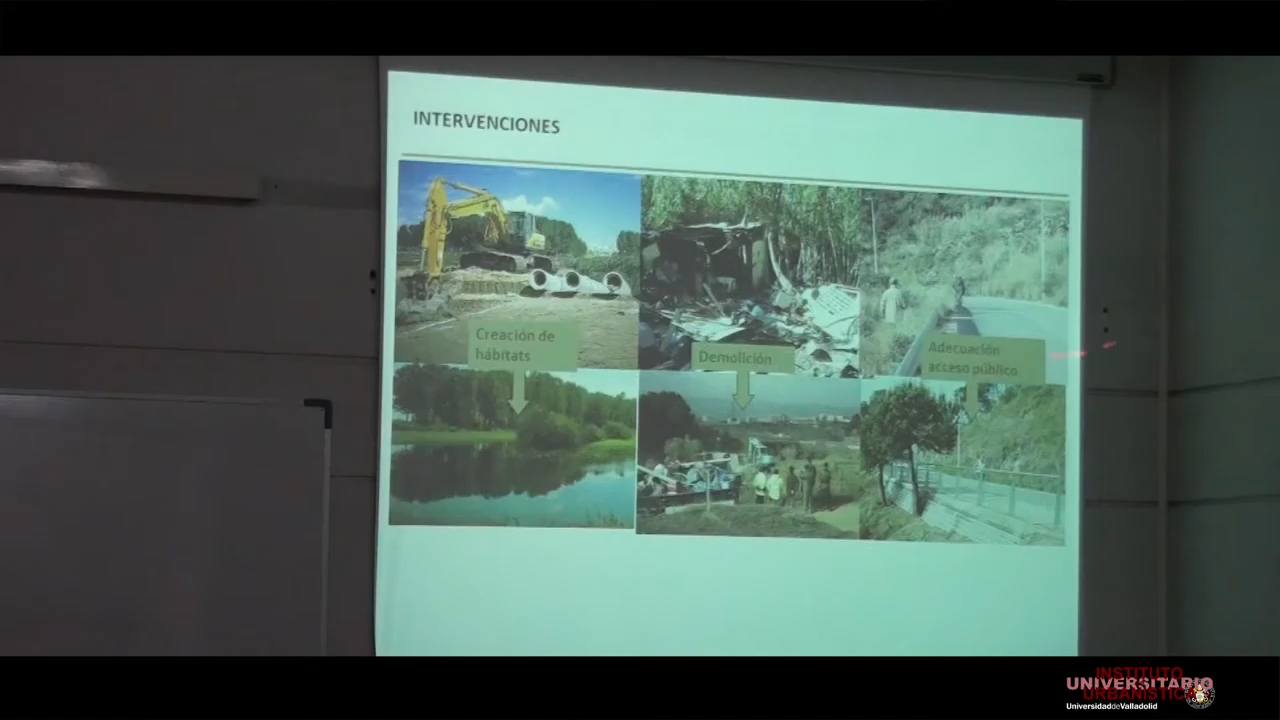 INTERVENCIONES
Creación de
hábitats
Demolición
Adecuación
acceso público
INSTITUTO
UNIVERSITARIO
URBANÍSTICA
UniversidaddeValladolid